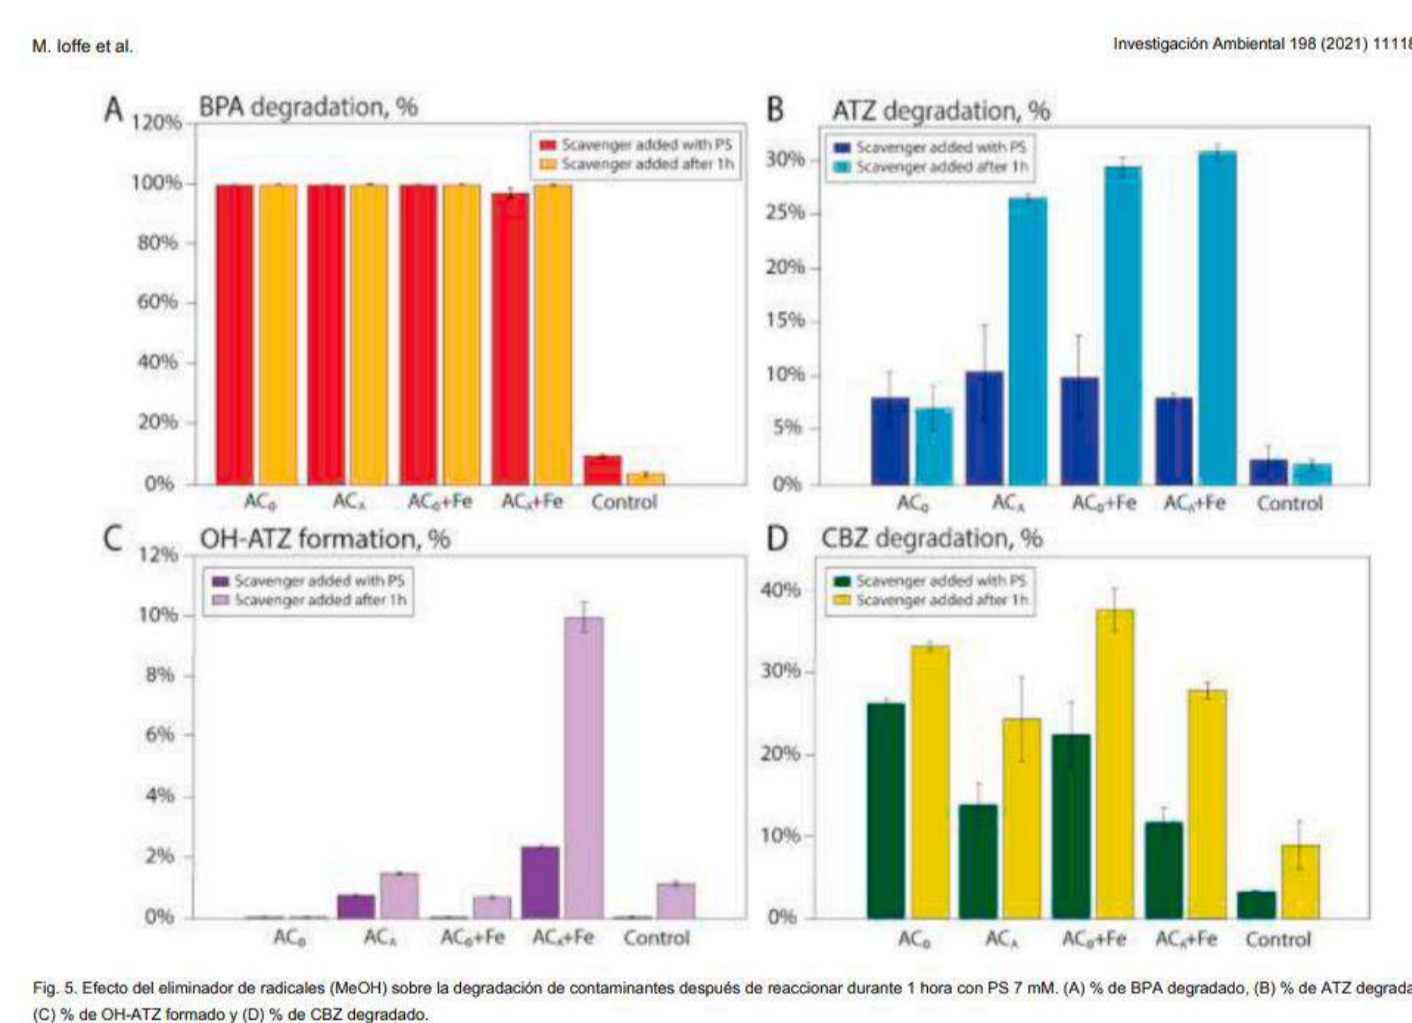 M. Ioffe et al.
Investigación Ambiental 198 (2021) 11118
A BPA degradation, %
Scavenger added with PS
Scavenger added after 1h
120%
100%
80%
60%
40%
20%
0%
AC₀ ACₐ AC₀+Fe ACₐ+Fe Control
B ATZ degradation, %
Scavenger added with PS
Scavenger added after 1h
30%
25%
20%
15%
10%
5%
0%
AC₀ ACₐ AC₀+Fe ACₐ+Fe Control
C OH-ATZ formation, %
Scavenger added with PS
Scavenger added after 1h
12%
10%
8%
6%
4%
2%
0%
AC₀ ACₐ AC₀+Fe ACₐ+Fe Control
D CBZ degradation, %
Scavenger added with PS
Scavenger added after 1h
40%
30%
20%
10%
0%
AC₀ ACₐ AC₀+Fe ACₐ+Fe Control
Fig. 5. Efecto del eliminador de radicales (MeOH) sobre la degradación de contaminantes después de reaccionar durante 1 hora con PS 7 mM. (A) % de BPA degradado, (B) % de ATZ degrada
(C) % de OH-ATZ formado y (D) % de CBZ degradado.